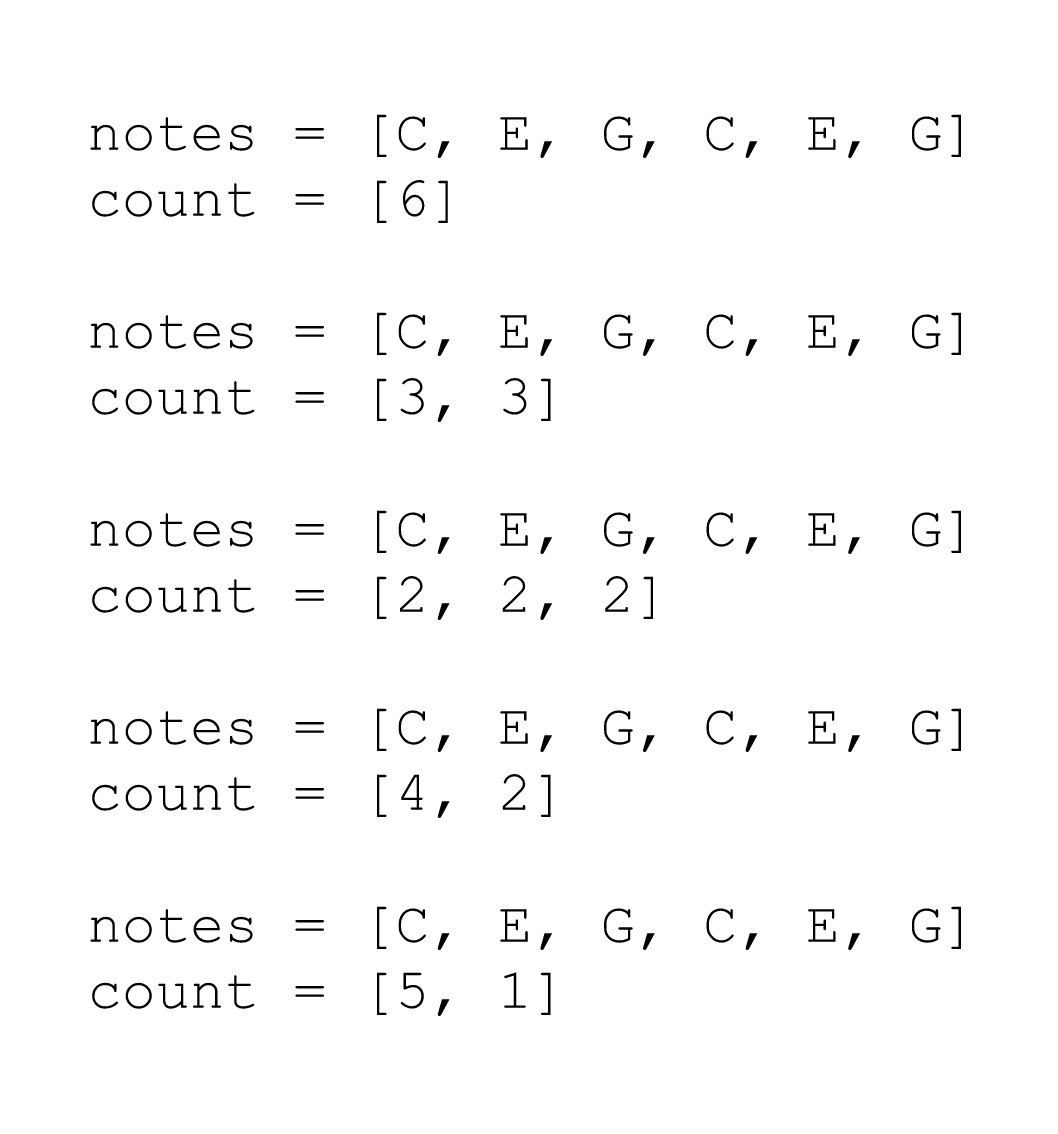 notes = [C, E, G, C, E, G]
count = [6]
notes = [C, E, G, C, E, G]
count = [3, 3]
notes = [C, E, G, C, E, G]
count = [2, 2, 2]
notes = [C, E, G, C, E, G]
count = [4, 2]
notes = [C, E, G, C, E, G]
count = [5, 1]